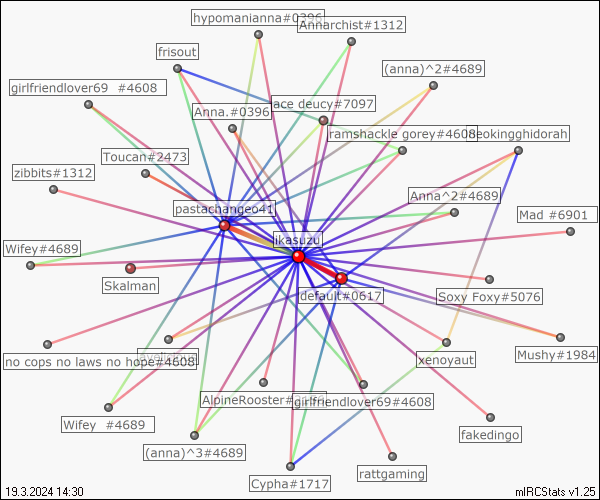 hypomanianna#0396
Annarchist#1312
frisout
(anna)^2#4689
girlfriendlover69 #4608
ace deucy#7097
Anna.#0396
ramshackle gorey#4608
eokingghidorah
Toucan#2473
zibbits#1312
Anna^2#4689
pastachangeo41
Mad #6901
ikasuzu
Wifey#4689
Skalman
default#0617
Soxy Foxy#5076
no cops no laws no hope#4608
xenoyaut
Mushy#1984
AlpineRooster#
girlfriendlover69#4608
Wifey #4689
fakedingo
(anna)^3#4689
rattgaming
Cypha#1717
19.3.2024 14:30
mIRCStats v1.25